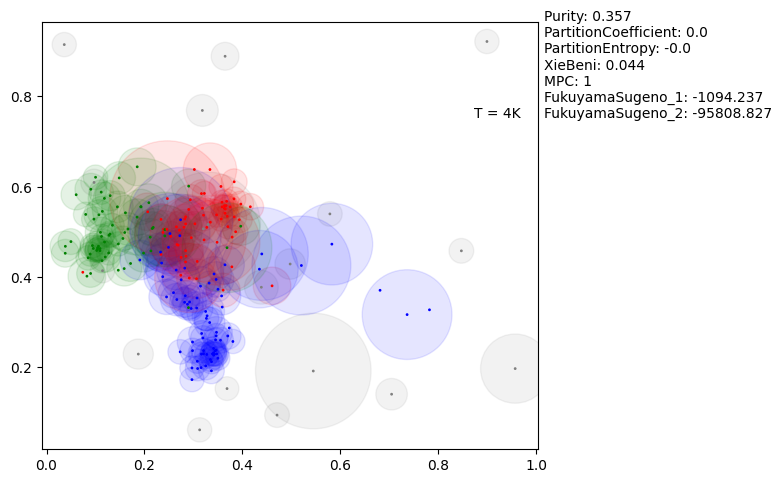 Purity: 0.357
PartitionCoefficient: 0.0
PartitionEntropy: -0.0
XieBeni: 0.044
MPC: 1
FukuyamaSugeno_1: -1094.237
FukuyamaSugeno_2: -95808.827
T = 4K
0.8
0.6
0.4
0.2
0.0
0.2
0.4
0.6
0.8
1.0